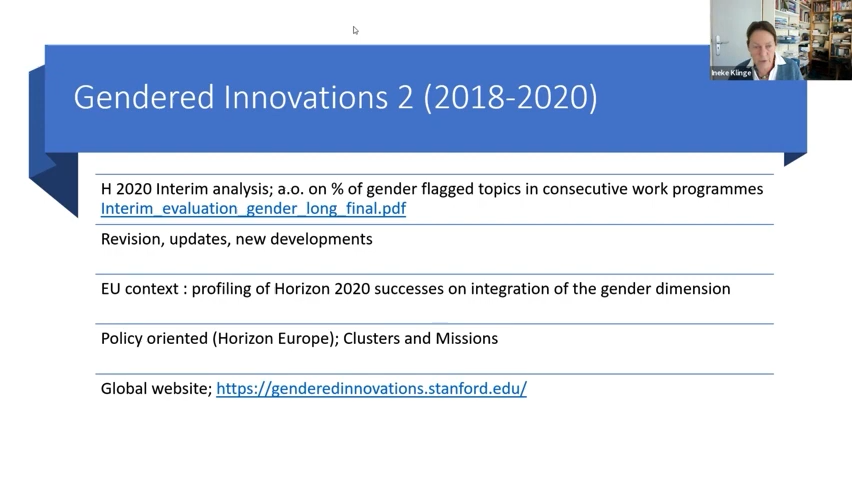 Gendered Innovations 2 (2018-2020)
Ineke Klinge
H 2020 Interim analysis; a.o. on % of gender flagged topics in consecutive work programmes
Interim_evaluation_gender_long_final.pdf
Revision, updates, new developments
EU context : profiling of Horizon 2020 successes on integration of the gender dimension
Policy oriented (Horizon Europe); Clusters and Missions
Global website; https://genderedinnovations.stanford.edu/